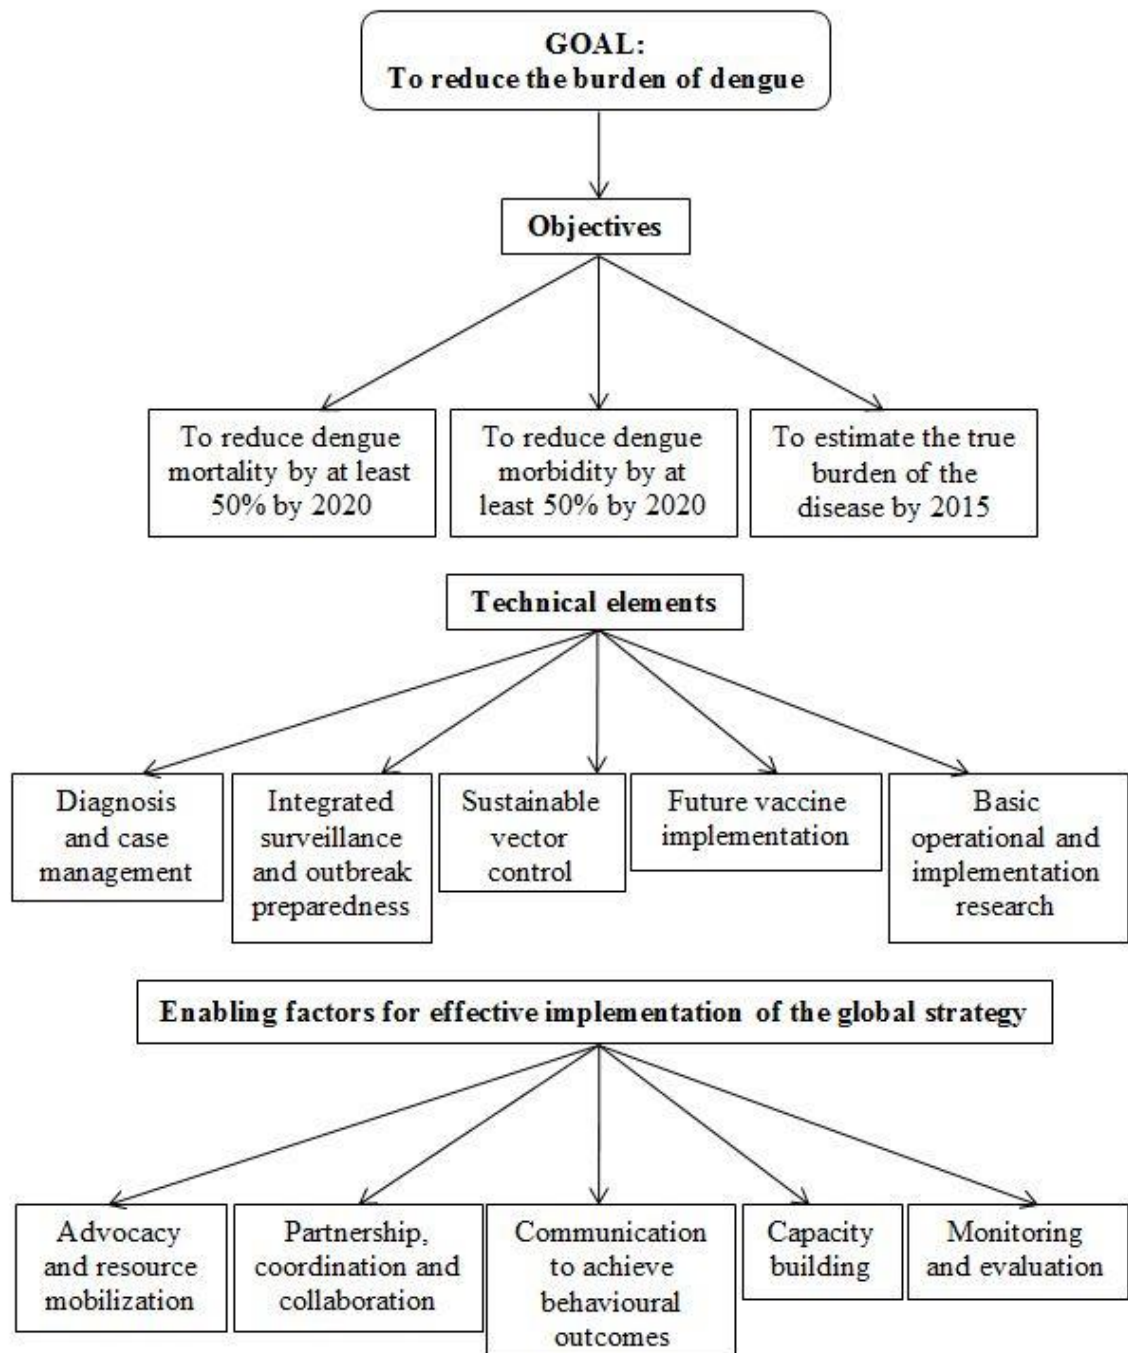 GOAL:
To reduce the burden of dengue
Objectives
To reduce dengue
mortality by at least
50% by 2020
To reduce dengue
morbidity by at
least 50% by 2020
To estimate the true
burden of the
disease by 2015
Technical elements
Diagnosis
and case
management
Integrated
surveillance
and outbreak
preparedness
Sustainable
vector
control
Future vaccine
implementation
Basic
operational and
implementation
research
Enabling factors for effective implementation of the global strategy
Advocacy
and resource
mobilization
Partnership,
coordination and
collaboration
Communication
to achieve
behavioural
outcomes
Capacity
building
Monitoring
and evaluation